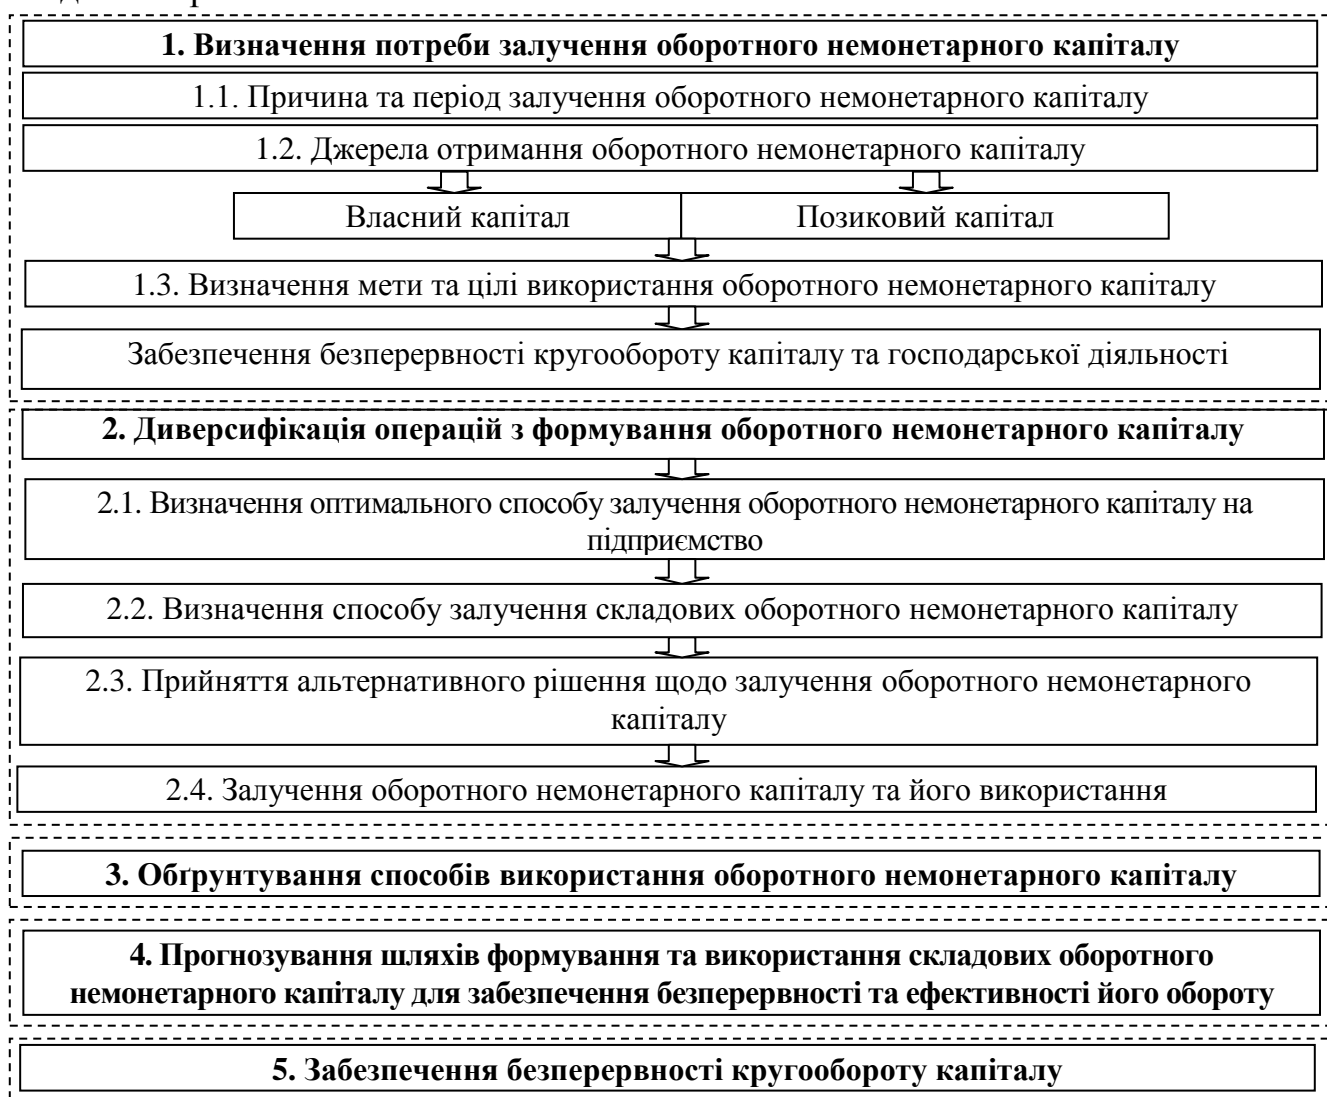 1. Визначення потреби залучення оборотного немонетарного капіталу
1.1. Причина та період залучення оборотного немонетарного капіталу
1.2. Джерела отримання оборотного немонетарного капіталу
Власний капітал
Позиковий капітал
1.3. Визначення мети та цілі використання оборотного немонетарного капіталу
Забезпечення безперервності кругообороту капіталу та господарської діяльності
2. Диверсифікація операцій з формування оборотного немонетарного капіталу
2.1. Визначення оптимального способу залучення оборотного немонетарного капіталу на
підприємство
2.2. Визначення способу залучення складових оборотного немонетарного капіталу
2.3. Прийняття альтернативного рішення щодо залучення оборотного немонетарного
капіталу
2.4. Залучення оборотного немонетарного капіталу та його використання
3. Обґрунтування способів використання оборотного немонетарного капіталу
4. Прогнозування шляхів формування та використання складових оборотного
немонетарного капіталу для забезпечення безперервності та ефективності його обороту
5. Забезпечення безперервності кругообороту капіталу